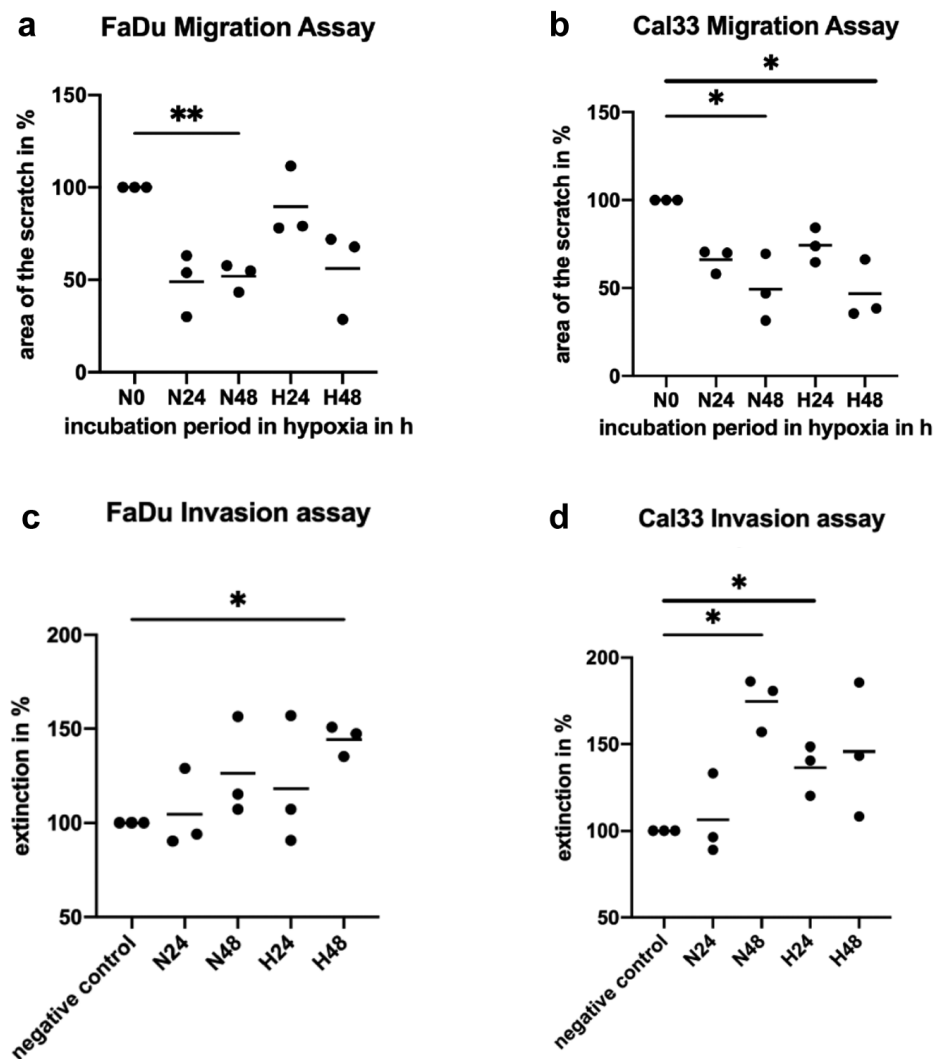 a
FaDu Migration Assay
**
150
100
50
0
area of the scratch in %
N0 N24 N48 H24 H48
incubation period in hypoxia in h
b
Cal33 Migration Assay
*
*
150
100
50
0
area of the scratch in %
N0 N24 N48 H24 H48
incubation period in hypoxia in h
c
FaDu Invasion assay
*
200
150
100
50
extinction in %
negative control N24 N48 H24 H48
d
Cal33 Invasion assay
*
*
200
150
100
50
extinction in %
negative control N24 N48 H24 H48